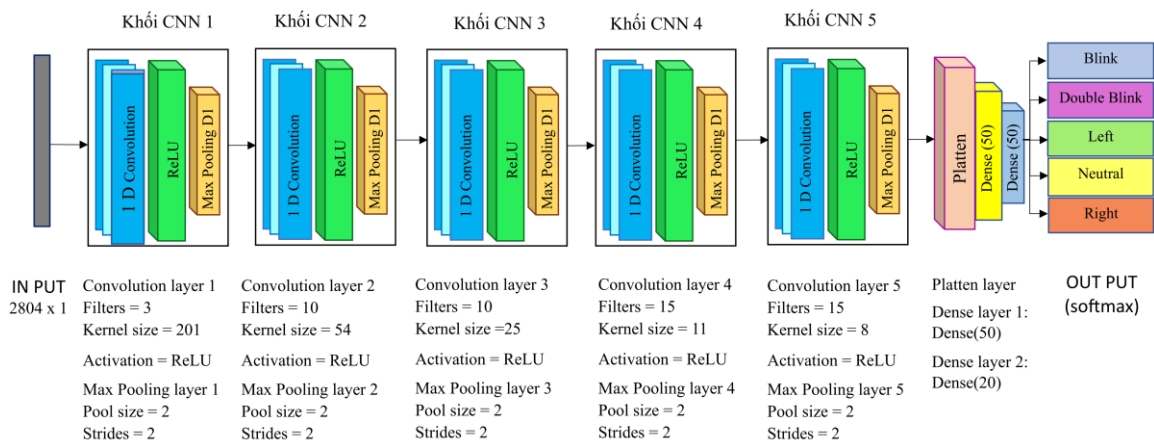 Khối CNN 1
Khối CNN 2
Khối CNN 3
Khối CNN 4
Khối CNN 5
1 D Convolution
ReLU
Max Pooling D1
1 D Convolution
ReLU
Max Pooling D1
1 D Convolution
ReLU
Max Pooling D1
1 D Convolution
ReLU
Max Pooling D1
1 D Convolution
ReLU
Max Pooling D1
Platten
Dense (50)
Dense (50)
Blink
Double Blink
Left
Neutral
Right
IN PUT
2804 x 1
Convolution layer 1
Filters = 3
Kernel size = 201
Activation = ReLU
Max Pooling layer 1
Pool size = 2
Strides = 2
Convolution layer 2
Filters = 10
Kernel size = 54
Activation = ReLU
Max Pooling layer 2
Pool size = 2
Strides = 2
Convolution layer 3
Filters = 10
Kernel size =25
Activation = ReLU
Max Pooling layer 3
Pool size = 2
Strides = 2
Convolution layer 4
Filters = 15
Kernel size = 11
Activation = ReLU
Max Pooling layer 4
Pool size = 2
Strides = 2
Convolution layer 5
Filters = 15
Kernel size = 8
Activation = ReLU
Max Pooling layer 5
Pool size = 2
Strides = 2
Platten layer
Dense layer 1:
Dense(50)
Dense layer 2:
Dense(20)
OUT PUT
(softmax)